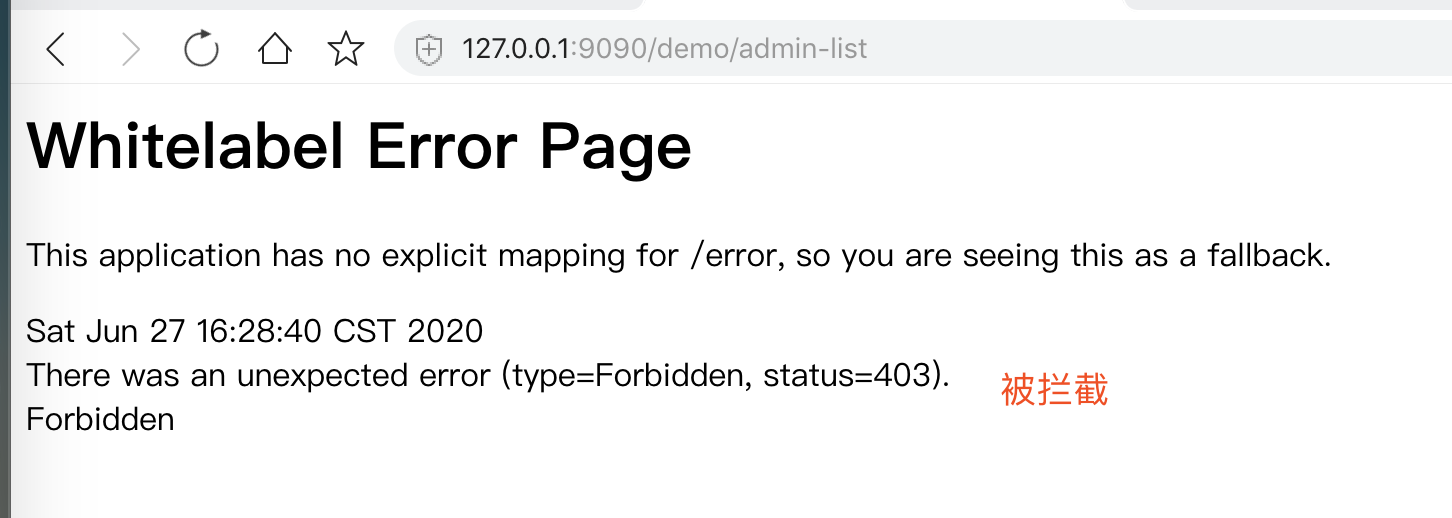 127.0.0.1:9090/demo/admin-list
Whitelabel Error Page
This application has no explicit mapping for /error, so you are seeing this as a fallback.
Sat Jun 27 16:28:40 CST 2020
There was an unexpected error (type=Forbidden, status=403).
被拦截
Forbidden